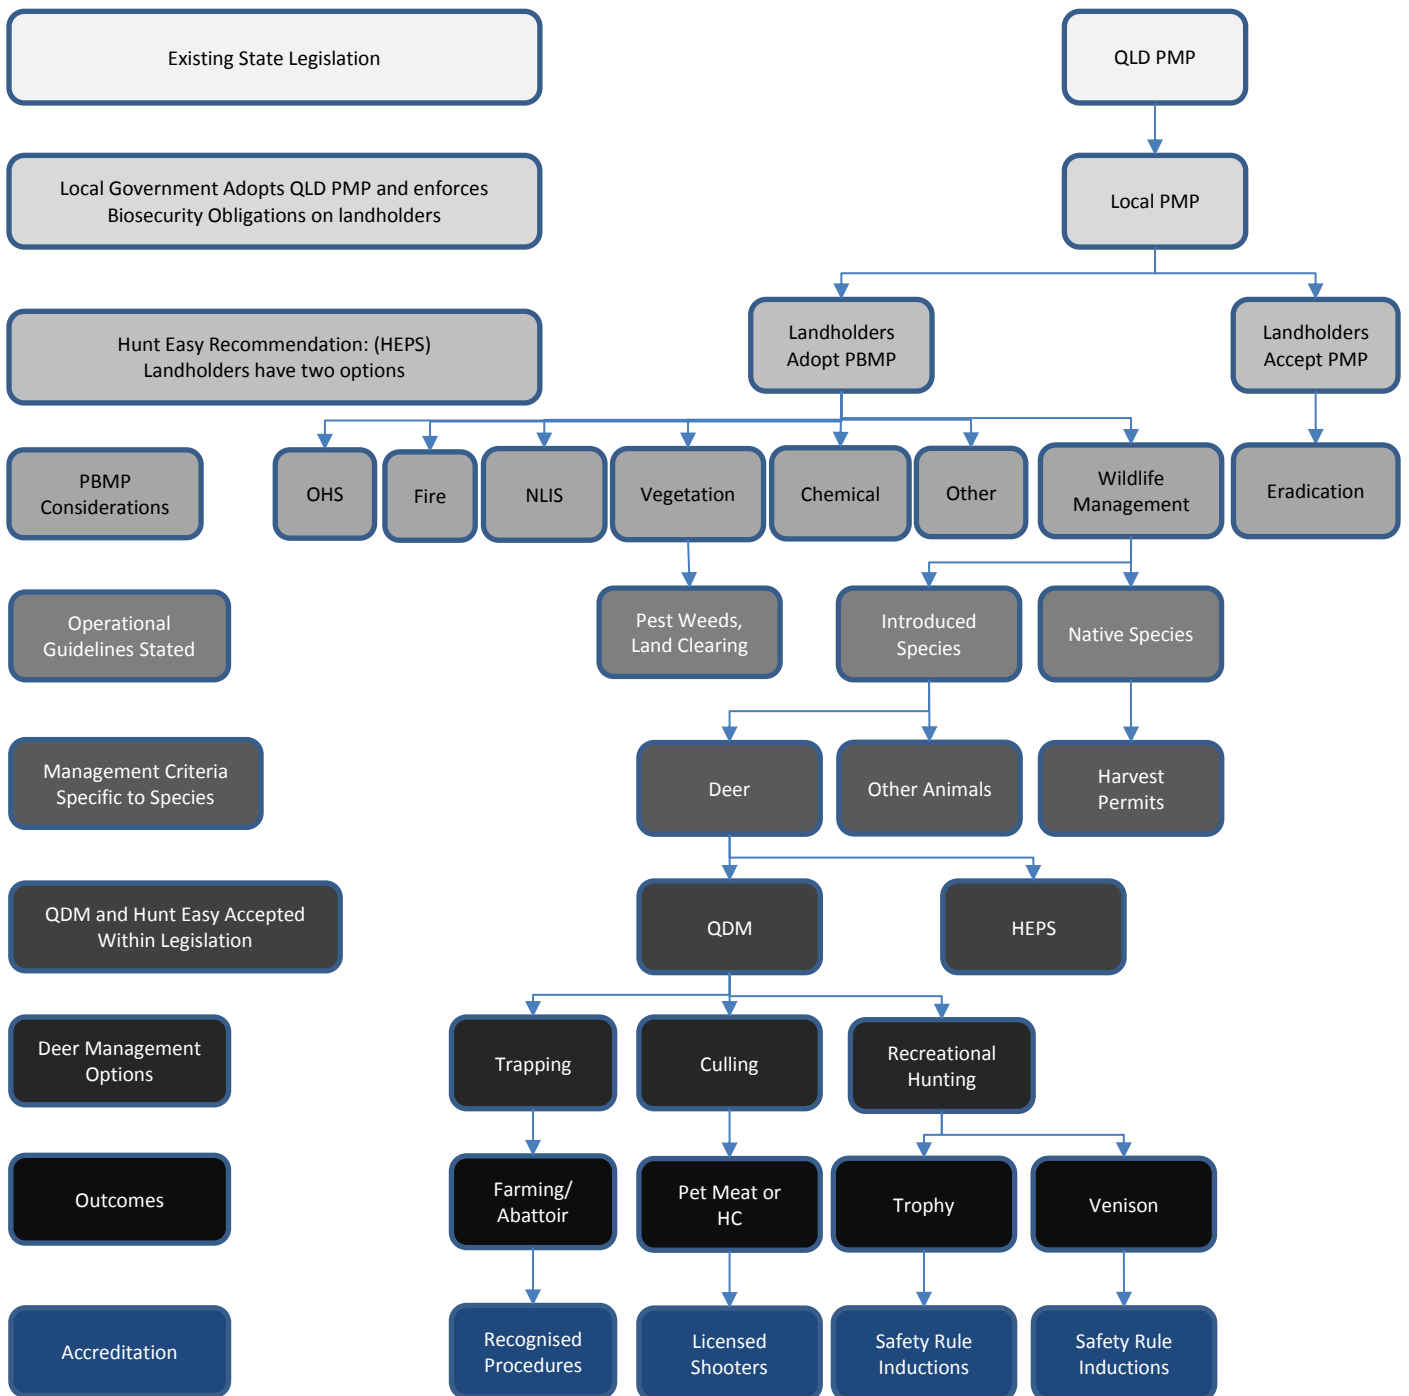 Existing State Legislation
QLD PMP
Local Government Adopts QLD PMP and enforces
Biosecurity Obligations on landholders
Local PMP
Hunt Easy Recommendation: (HEPS)
Landholders have two options
Landholders
Adopt PBMP
Landholders
Accept PMP
PBMP
Considerations
OHS
Fire
NLIS
Vegetation
Chemical
Other
Wildlife
Management
Eradication
Operational
Guidelines Stated
Pest Weeds,
Land Clearing
Introduced
Species
Native Species
Management Criteria
Specific to Species
Deer
Other Animals
Harvest
Permits
QDM and Hunt Easy Accepted
Within Legislation
QDM
HEPS
Deer Management
Options
Trapping
Culling
Recreational
Hunting
Outcomes
Farming/
Abattoir
Pet Meat or
HC
Trophy
Venison
Accreditation
Recognised
Procedures
Licensed
Shooters
Safety Rule
Inductions
Safety Rule
Inductions